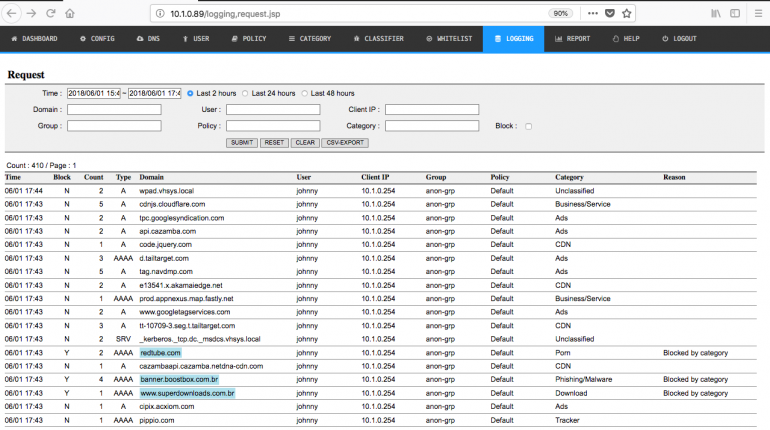 10.1.0.89/logging,request.jsp 90%
DASHBOARD CONFIG DNS USER POLICY CATEGORY CLASSIFIER WHITELIST LOGGING REPORT HELP LOGOUT
Request
Time : 2018/06/01 15:4 ~ 2018/06/01 17:4 Last 2 hours Last 24 hours Last 48 hours
Domain : User : Client IP :
Group : Policy : Category : Block :
SUBMIT RESET CLEAR CSV-EXPORT
Count : 410 / Page : 1
Time Block Count Type Domain User Client IP Group Policy Category Reason
06/01 17:44 N 2 A wpad.vhsys.local johnny 10.1.0.254 anon-grp Default Unclassified
06/01 17:43 N 5 A cdnjs.cloudflare.com johnny 10.1.0.254 anon-grp Default Business/Service
06/01 17:43 N 2 A tpc.googlesyndication.com johnny 10.1.0.254 anon-grp Default Ads
06/01 17:43 N 2 A api.cazamba.com johnny 10.1.0.254 anon-grp Default Ads
06/01 17:43 N 1 A code.jquery.com johnny 10.1.0.254 anon-grp Default CDN
06/01 17:43 N 3 AAAA d.tailtarget.com johnny 10.1.0.254 anon-grp Default Ads
06/01 17:43 N 5 A tag.navdmp.com johnny 10.1.0.254 anon-grp Default Ads
06/01 17:43 N 2 A e13541.x.akamaiedge.net johnny 10.1.0.254 anon-grp Default CDN
06/01 17:43 N 1 AAAA prod.appnexus.map.fastly.net johnny 10.1.0.254 anon-grp Default Business/Service
06/01 17:43 N 2 A www.googletagservices.com johnny 10.1.0.254 anon-grp Default Ads
06/01 17:43 N 3 A tt-10709-3.seg.t.tailtarget.com johnny 10.1.0.254 anon-grp Default CDN
06/01 17:43 N 2 SRV _kerberos._tcp.dc._msdcs.vhsys.local johnny 10.1.0.254 anon-grp Default Unclassified
06/01 17:43 Y 2 AAAA redtube.com johnny 10.1.0.254 anon-grp Default Porn Blocked by category
06/01 17:43 N 1 A cazambaapi.cazamba.netdna-cdn.com johnny 10.1.0.254 anon-grp Default CDN
06/01 17:43 Y 4 AAAA banner.boostbox.com.br johnny 10.1.0.254 anon-grp Default Phishing/Malware Blocked by category
06/01 17:43 Y 1 AAAA www.superdownloads.com.br johnny 10.1.0.254 anon-grp Default Download Blocked by category
06/01 17:43 N 1 A cipix.acxiom.com johnny 10.1.0.254 anon-grp Default Ads
06/01 17:43 N 1 AAAA pippio.com johnny 10.1.0.254 anon-grp Default Tracker